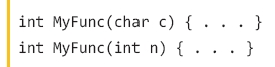 int MyFunc(char c) { . . . }
int MyFunc(int n) { . . . }